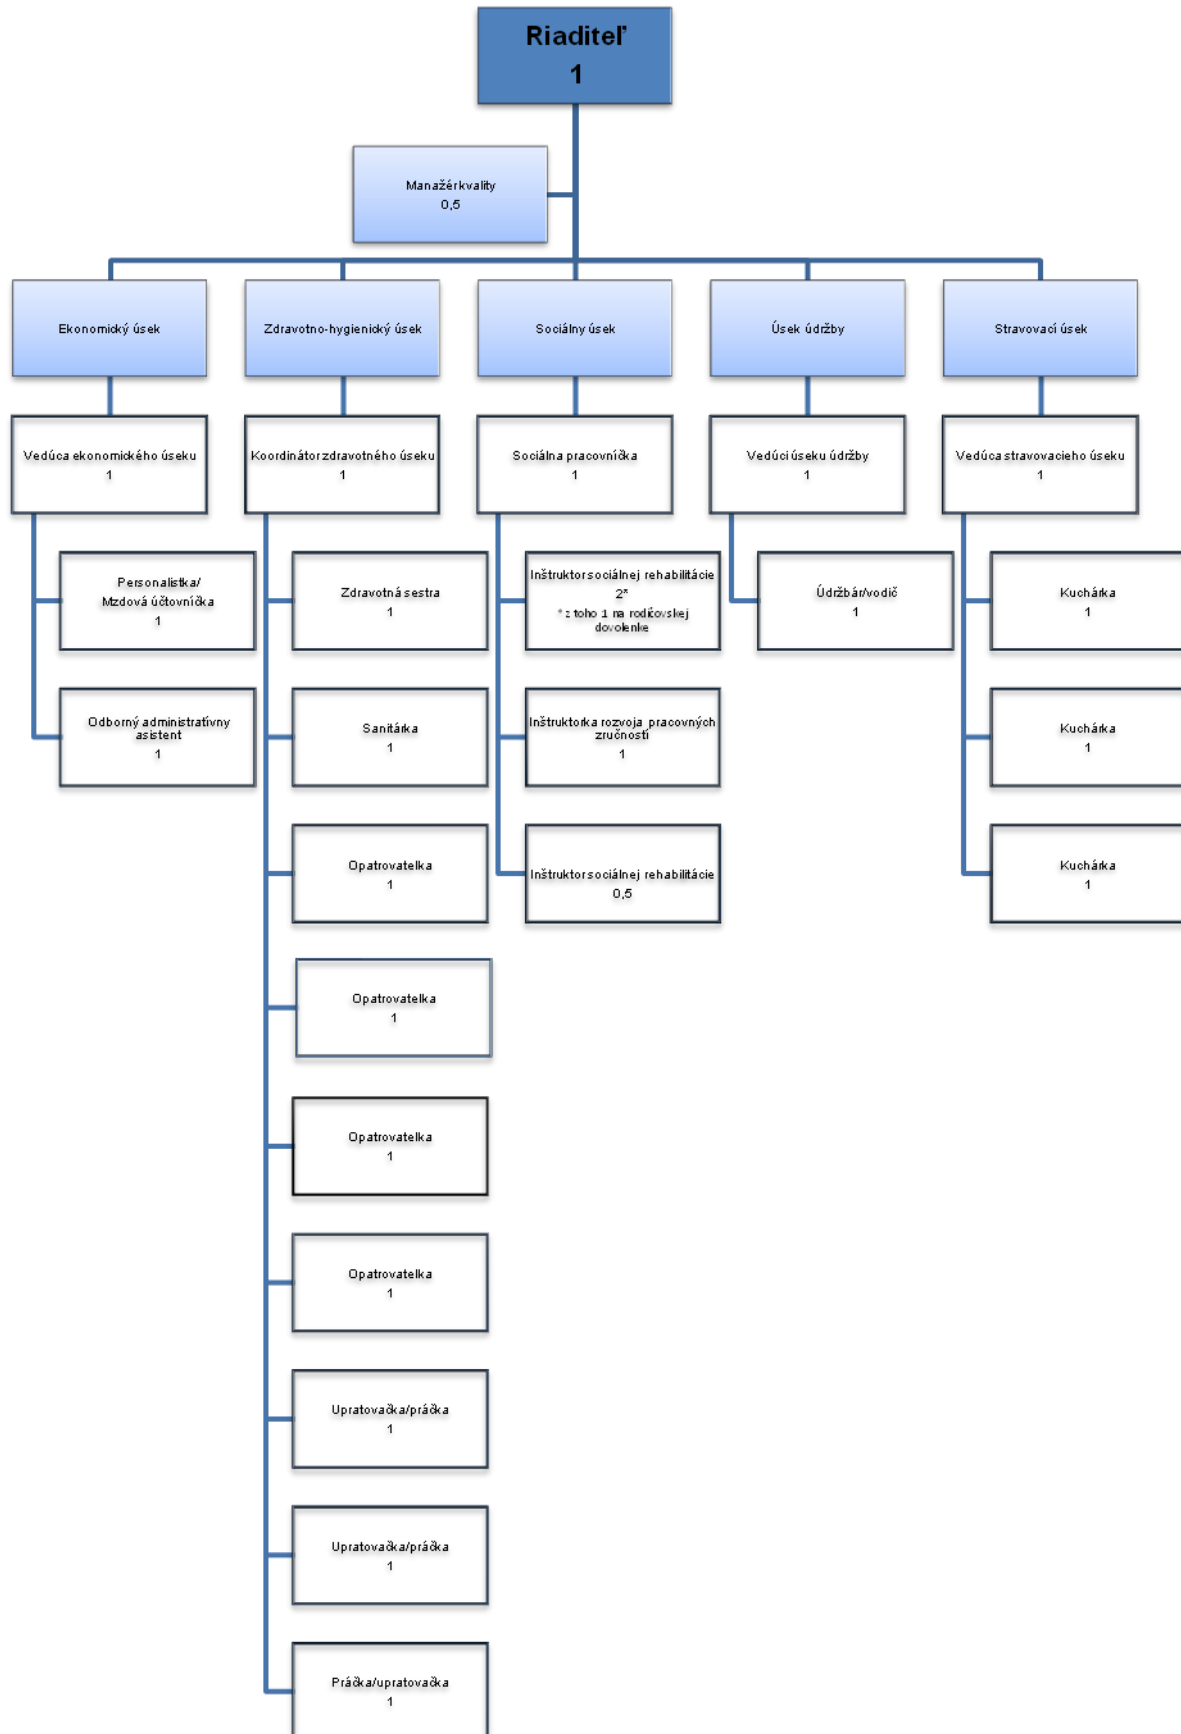 Riaditeľ
1
Manažér kvality
0,5
Ekonomický úsek
Zdravotno-hygienický úsek
Sociálny úsek
Úsek údržby
Stravovací úsek
Vedúca ekonomického úseku
1
Koordinátor zdravotného úseku
1
Sociálna pracovníčka
1
Vedúci úseku údržby
1
Vedúca stravovacieho úseku
1
Personalistka/
Mzdová účtovníčka
1
Odborný administratívny
asistent
1
Zdravotná sestra
1
Sanitárka
1
Opatrovatelka
1
Opatrovatelka
1
Opatrovatelka
1
Opatrovatelka
1
Upratovačka/práčka
1
Upratovačka/práčka
1
Práčka/upratovačka
1
Inštruktor sociálnej rehabilitácie
2*
* z toho 1 na rodičovskej
dovolenke
Inštruktorka rozvoja pracovných
zručností
1
Inštruktor sociálnej rehabilitácie
0,5
Údržbár/vodič
1
Kuchárka
1
Kuchárka
1
Kuchárka
1